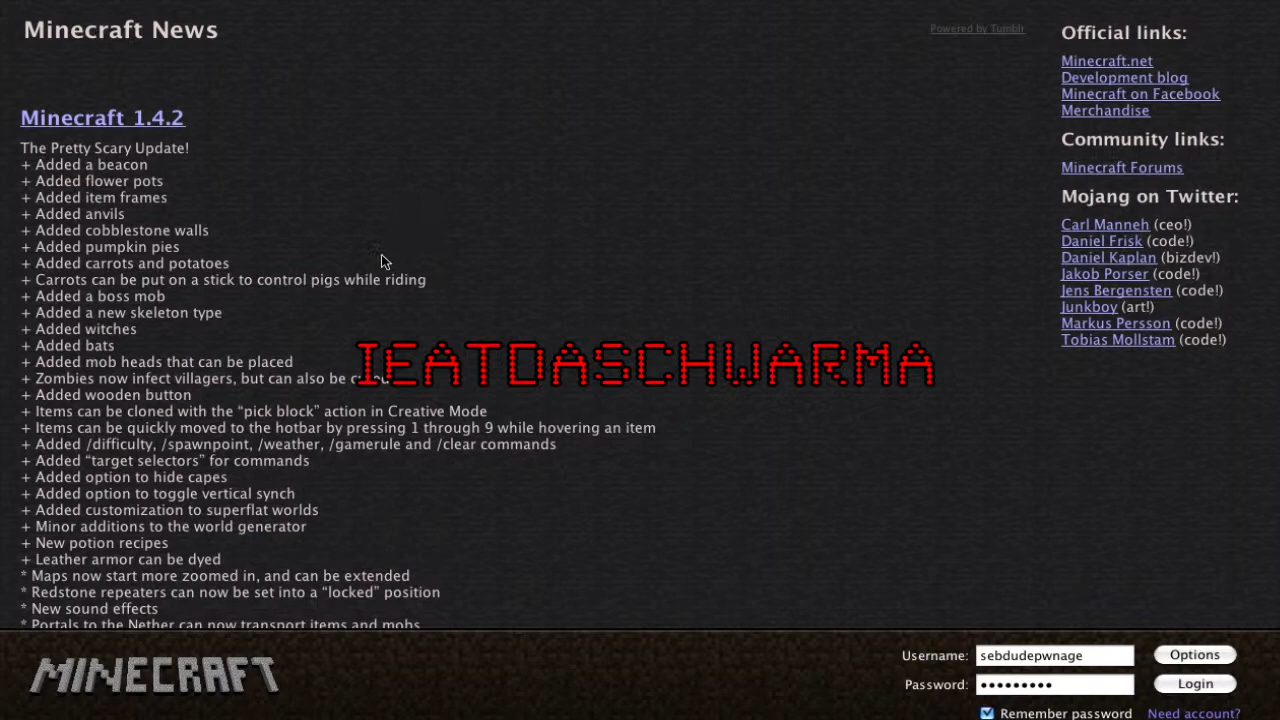 Minecraft News
Powered by Tumblr
Minecraft 1.4.2
The Pretty Scary Update!
+ Added a beacon
+ Added flower pots
+ Added item frames
+ Added anvils
+ Added cobblestone walls
+ Added pumpkin pies
+ Added carrots and potatoes
+ Carrots can be put on a stick to control pigs while riding
+ Added a boss mob
+ Added a new skeleton type
+ Added witches
+ Added bats
+ Added mob heads that can be placed
+ Zombies now infect villagers, but can also be
+ Added wooden button
+ Items can be cloned with the “pick block” action in Creative Mode
+ Items can be quickly moved to the hotbar by pressing 1 through 9 while hovering an item
+ Added /difficulty, /spawnpoint, /weather, /gamerule and /clear commands
+ Added “target selectors” for commands
+ Added option to hide capes
+ Added option to toggle vertical synch
+ Added customization to superflat worlds
+ Minor additions to the world generator
+ New potion recipes
+ Leather armor can be dyed
* Maps now start more zoomed in, and can be extended
* Redstone repeaters can now be set into a “locked” position
* New sound effects
* Portals to the Nether can now transport items and mobs
IEATDASCHWARMA
Official links:
Minecraft.net
Development blog
Minecraft on Facebook
Merchandise
Community links:
Minecraft Forums
Mojang on Twitter:
Carl Manneh (ceo!)
Daniel Frisk (code!)
Daniel Kaplan (bizdev!)
Jakob Porser (code!)
Jens Bergensten (code!)
Junkboy (art!)
Markus Persson (code!)
Tobias Mollstam (code!)
MINECRAFT
Username: sebdudepwnage Options
Password: ••••••••• Login
Remember password Need account?